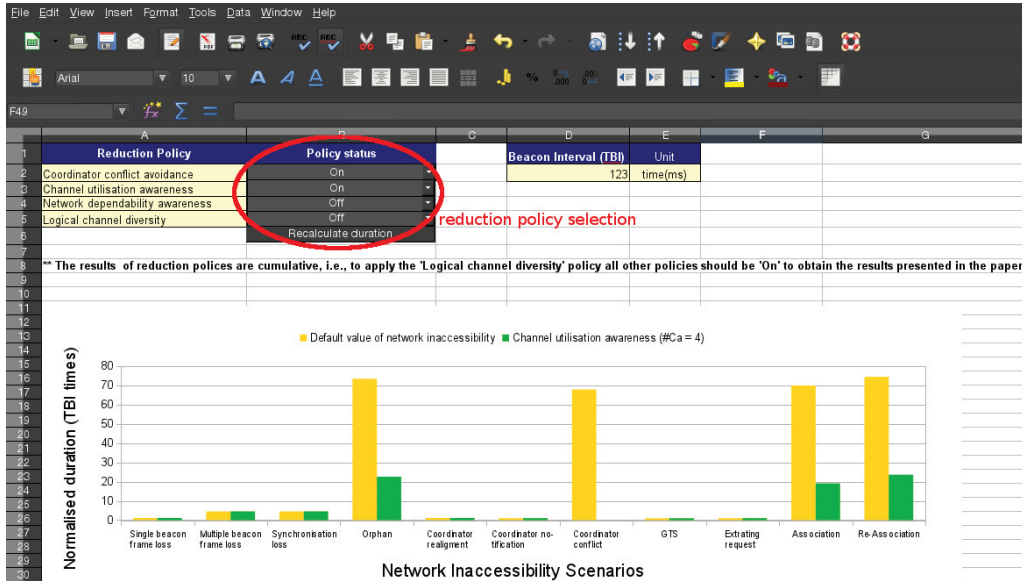 File Edit View Insert Format Tools Data Window Help
Arial 10
F49
A B C D E F G
1 Reduction Policy Policy status Beacon Interval (TBI) Unit
2 Coordinator conflict avoidance On 123 time(ms)
3 Channel utilisation awareness On
4 Network dependability awareness Off
5 Logical channel diversity Off reduction policy selection
6 Recalculate duration
7
8 ** The results of reduction polices are cumulative, i.e., to apply the 'Logical channel diversity' policy all other policies should be 'On' to obtain the results presented in the paper
9
10
11
12
13 Default value of network inaccessibility Channel utilisation awareness (#Ca = 4)
14
15 80
16 70
17
18 60
19
20 50
21 40
22
23 30
24 20
25 10
26 0
27 Single beacon frame loss Multiple beacon frame loss Synchronisation loss Orphan Coordinator realigment Coordinator no-tification Coordinator conflict GTS Extrating request Association Re-Association
28
29
30 Network Inaccessibility Scenarios
Normalised duration (TBI times)